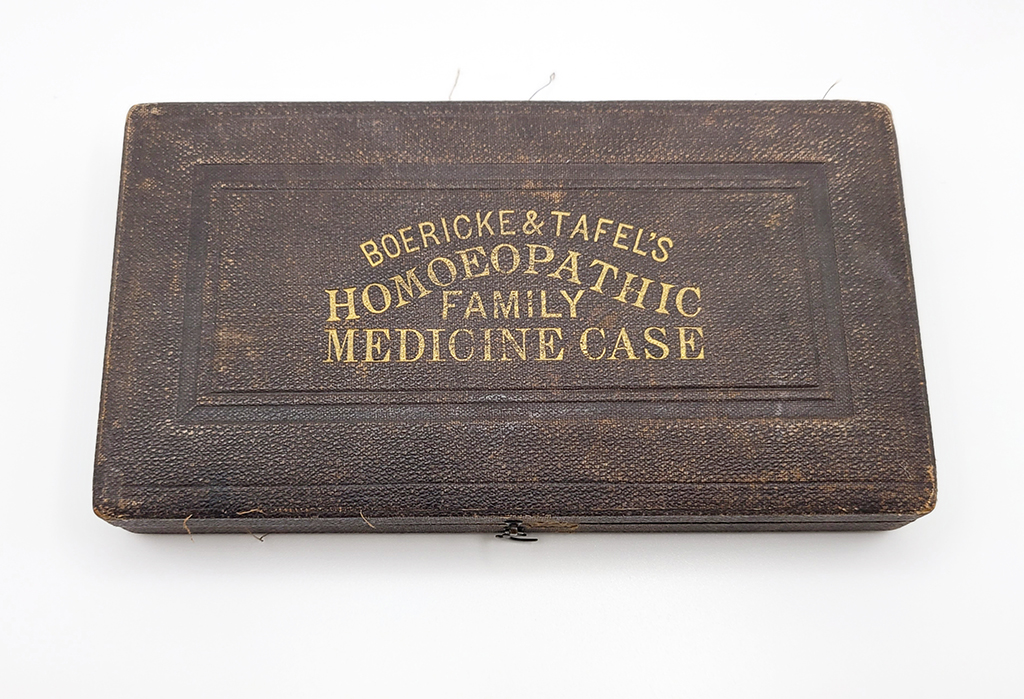 BOERICKE & TAFEL'S
HOMOEOPATHIC
FAMILY
MEDICINE CASE